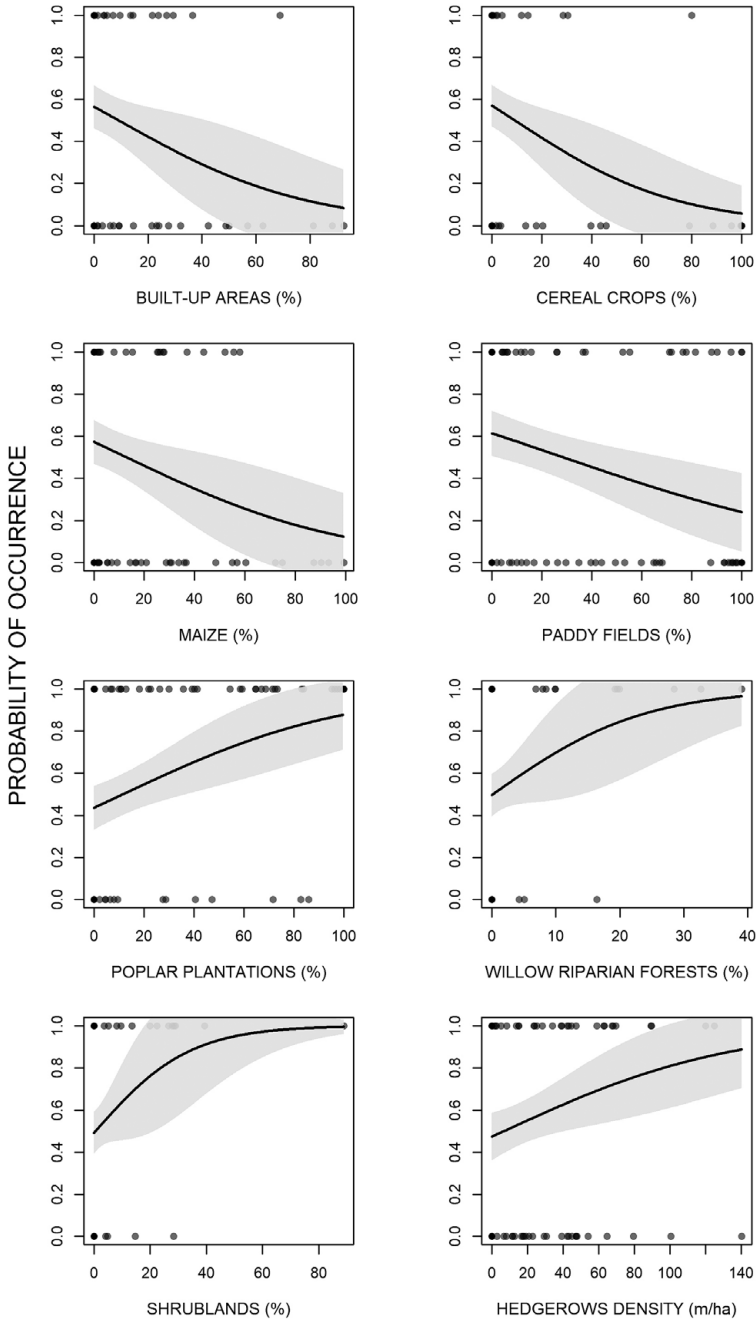 PROBABILITY OF OCCURRENCE
0.0 0.2 0.4 0.6 0.8 1.0
0 20 40 60 80
BUILT-UP AREAS (%)
0.0 0.2 0.4 0.6 0.8 1.0
0 20 40 60 80 100
CEREAL CROPS (%)
0.0 0.2 0.4 0.6 0.8 1.0
0 20 40 60 80 100
MAIZE (%)
0.0 0.2 0.4 0.6 0.8 1.0
0 20 40 60 80 100
PADDY FIELDS (%)
0.0 0.2 0.4 0.6 0.8 1.0
0 20 40 60 80 100
POPLAR PLANTATIONS (%)
0.0 0.2 0.4 0.6 0.8 1.0
0 10 20 30 40
WILLOW RIPARIAN FORESTS (%)
0.0 0.2 0.4 0.6 0.8 1.0
0 20 40 60 80
SHRUBLANDS (%)
0.0 0.2 0.4 0.6 0.8 1.0
0 20 40 60 80 100 140
HEDGEROWS DENSITY (m/ha)